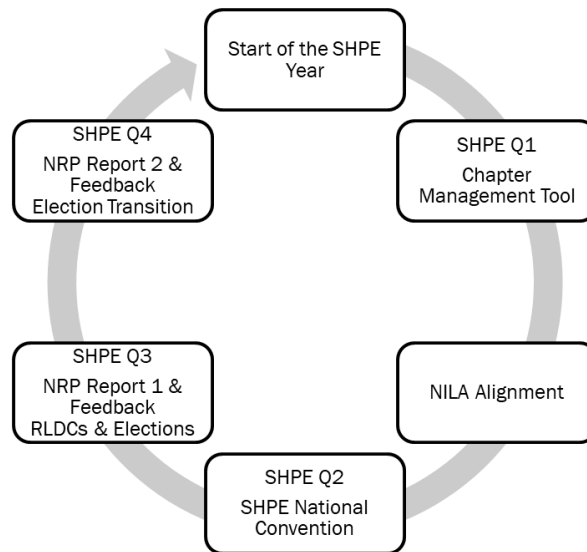 Start of the SHPE
Year
SHPE Q1
Chapter
Management Tool
NILA Alignment
SHPE Q2
SHPE National
Convention
SHPE Q3
NRP Report 1 &
Feedback
RLDCs & Elections
SHPE Q4
NRP Report 2 &
Feedback
Election Transition